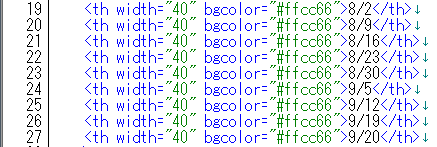 19 <th width="40" bgcolor="#ffcc66">8/2</th>↓
20 <th width="40" bgcolor="#ffcc66">8/9</th>↓
21 <th width="40" bgcolor="#ffcc66">8/16</th>↓
22 <th width="40" bgcolor="#ffcc66">8/23</th>↓
23 <th width="40" bgcolor="#ffcc66">8/30</th>↓
24 <th width="40" bgcolor="#ffcc66">9/5</th>↓
25 <th width="40" bgcolor="#ffcc66">9/12</th>↓
26 <th width="40" bgcolor="#ffcc66">9/19</th>↓
27 <th width="40" bgcolor="#ffcc66">9/20</th>↓